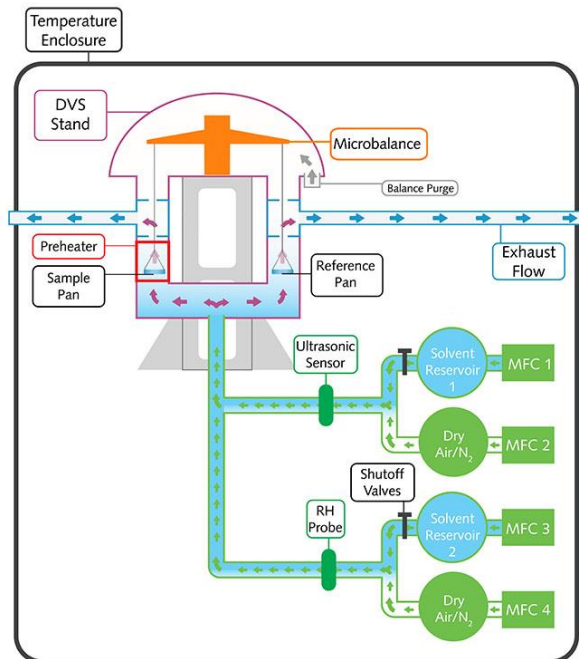 Temperature
Enclosure
DVS
Stand
Microbalance
Balance Purge
Preheater
Sample
Pan
Reference
Pan
Exhaust
Flow
Ultrasonic
Sensor
Solvent
Reservoir
1
MFC 1
Dry
Air/N₂
MFC 2
Shutoff
Valves
RH
Probe
Solvent
Reservoir
2
MFC 3
Dry
Air/N₂
MFC 4